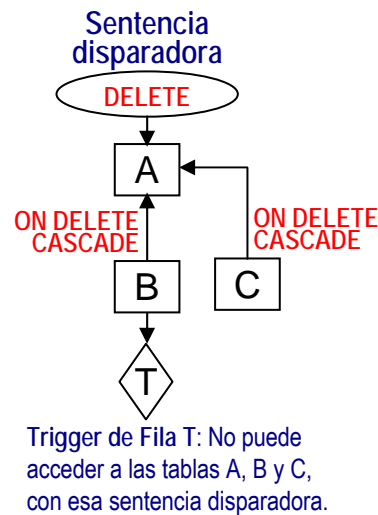 Sentencia
disparadora
DELETE
A
ON DELETE
CASCADE
ON DELETE
CASCADE
B
C
T
Trigger de Fila T: No puede
acceder a las tablas A, B y C,
con esa sentencia disparadora.